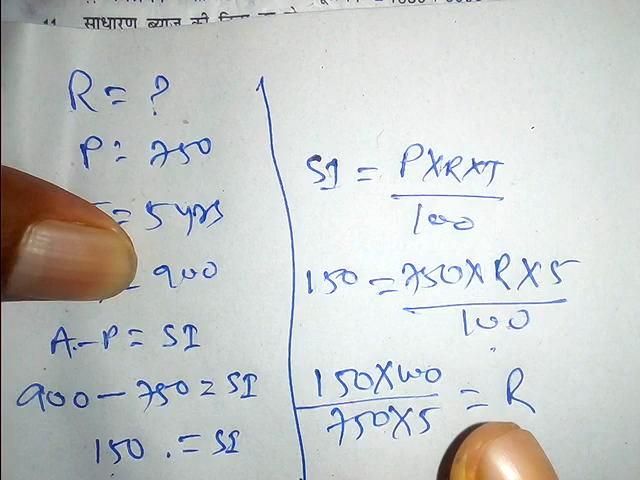 साधारण ब्याज की
R = ?
P = 750
= 5 yrs
= 900
A - P = SI
900 - 750 = SI
150 . = SI
SI = P X R X T
100
150 = 750 X R X 5
100
150 X 100
750 X 5
= R